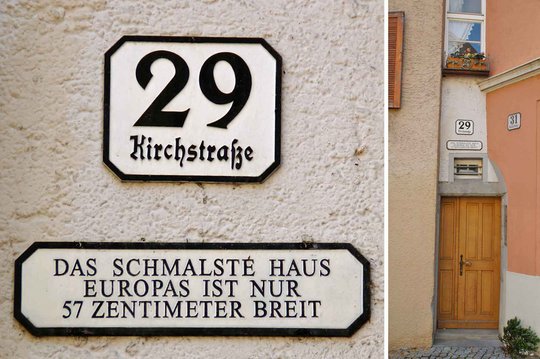 29
Kirchstraße
DAS SCHMALSTE HAUS
EUROPAS IST NUR
57 ZENTIMETER BREIT
29
31